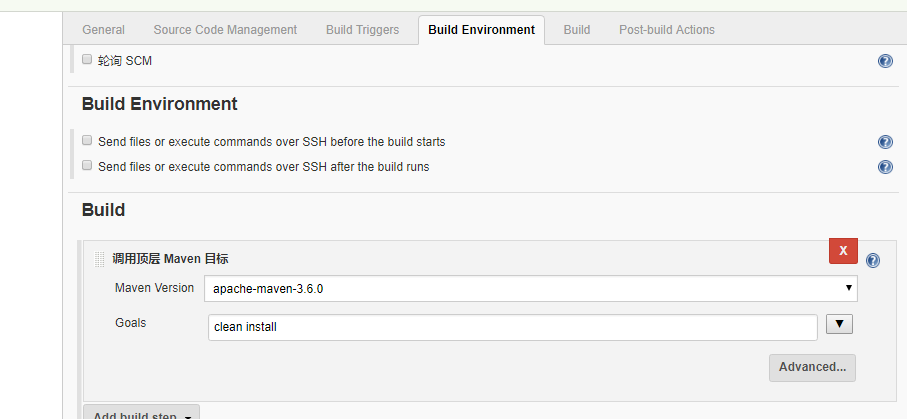 General Source Code Management Build Triggers Build Environment Build Post-build Actions
轮询 SCM
Build Environment
Send files or execute commands over SSH before the build starts
Send files or execute commands over SSH after the build runs
Build
X
调用顶层 Maven 目标
Maven Version apache-maven-3.6.0
Goals clean install
Advanced...
Add build step